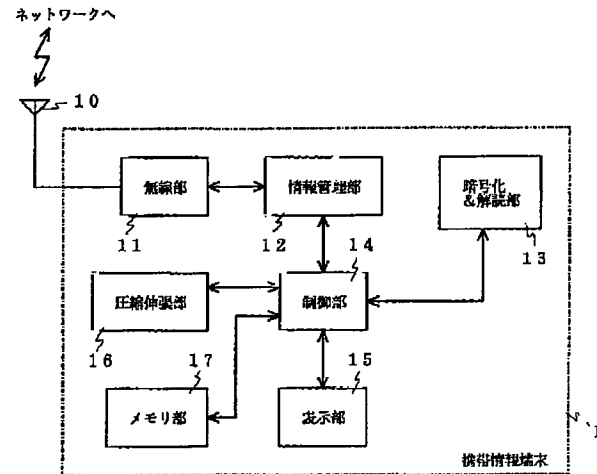 ネットワークへ
10
無線部
11
情報管理部
12
暗号化
&解読部
13
14
圧縮伸張部
16
制御部
17
メモリ部
15
表示部
1
携帯情報端末